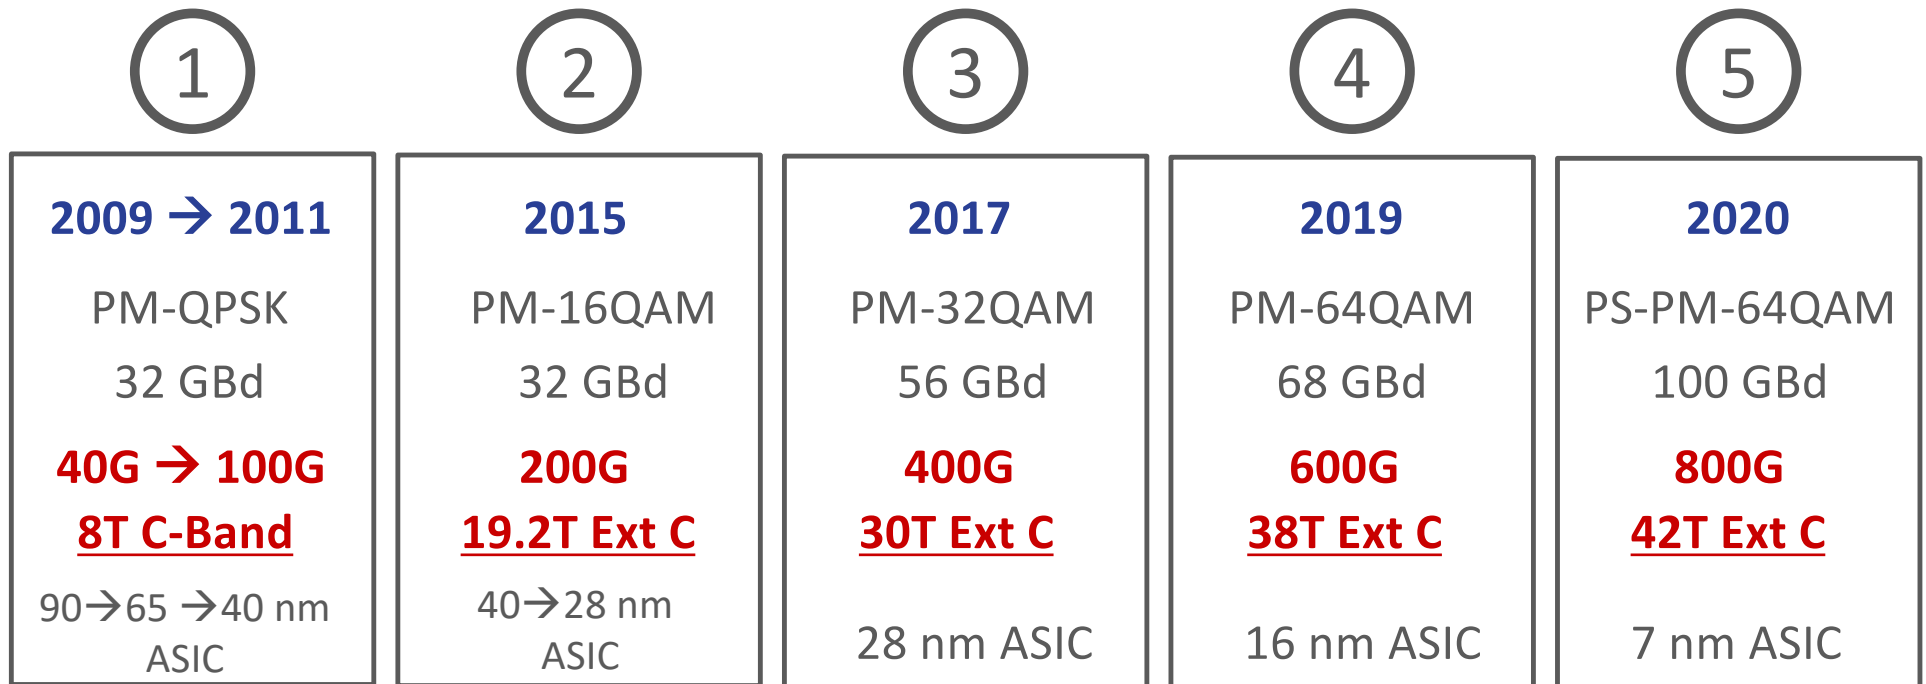 1
2009 → 2011
PM-QPSK
32 GBd
40G → 100G
8T C-Band
90→65 →40 nm
ASIC
2
2015
PM-16QAM
32 GBd
200G
19.2T Ext C
40→28 nm
ASIC
3
2017
PM-32QAM
56 GBd
400G
30T Ext C
28 nm ASIC
4
2019
PM-64QAM
68 GBd
600G
38T Ext C
16 nm ASIC
5
2020
PS-PM-64QAM
100 GBd
800G
42T Ext C
7 nm ASIC